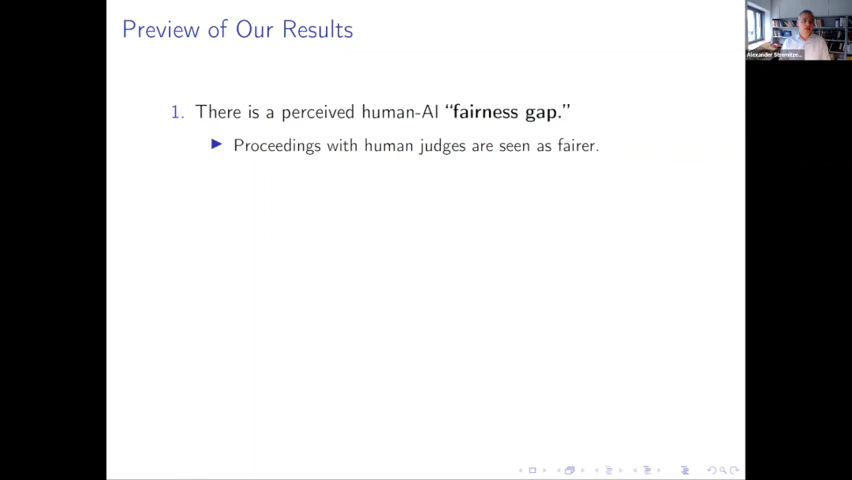 Preview of Our Results
Alexander
1. There is a perceived human-AI “fairness gap.”
Proceedings with human judges are seen as fairer.